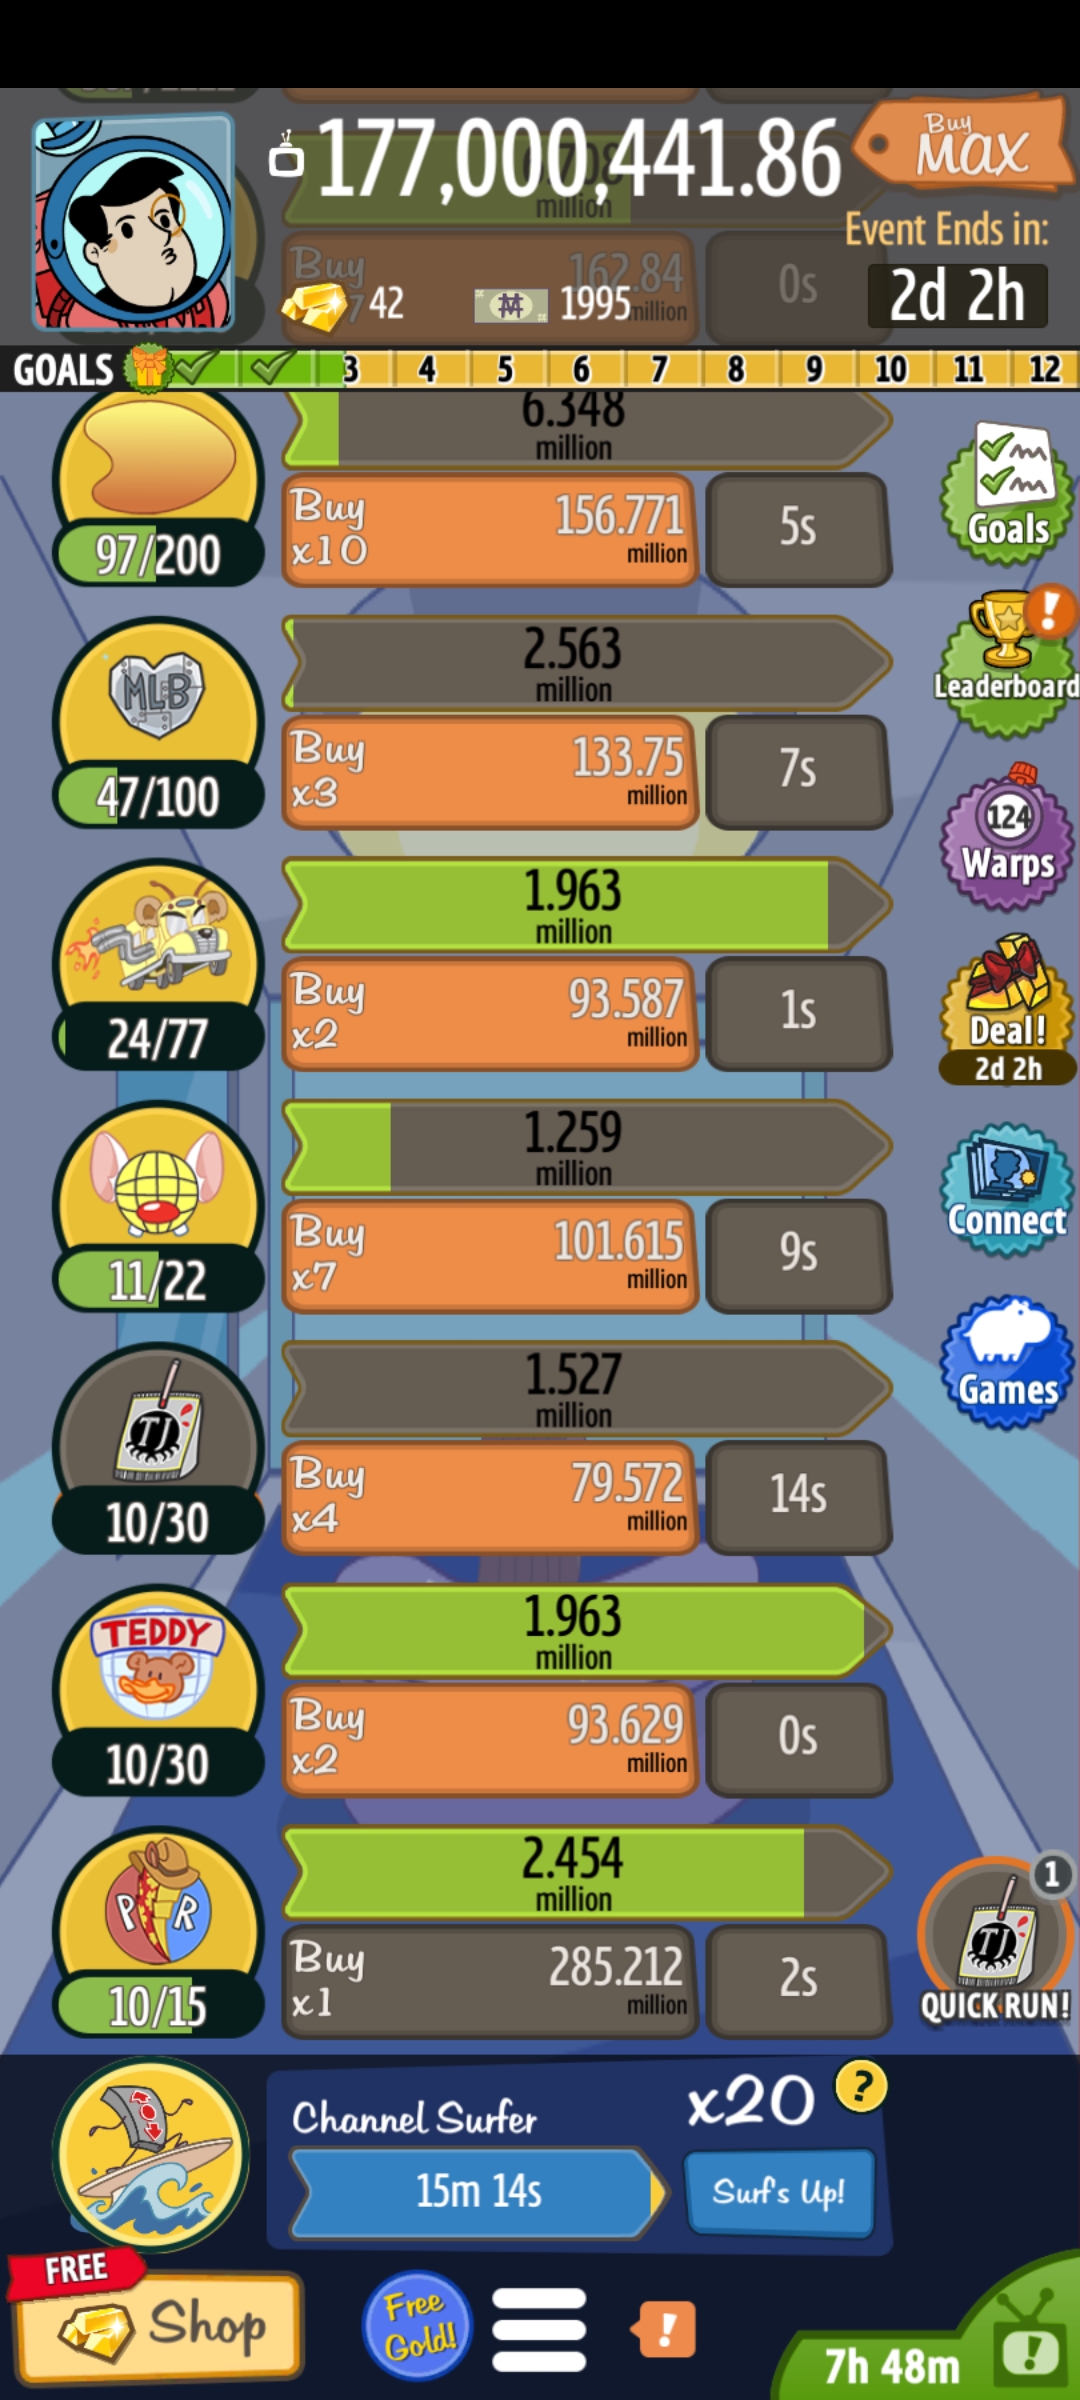 177,000,441.86
Buy
MAX
million
Event Ends in:
Buy
162.84
million
0s
42
1995
2d 2h
GOALS
3 4 5 6 7 8 9 10 11 12
6.348
million
Buy
x10
156.771
million
5s
97/200
Goals
2.563
million
MLB
Buy
x3
133.75
million
7s
47/100
!
Leaderboard
124
Warps
1.963
million
Buy
x2
93.587
million
1s
24/77
Deal!
2d 2h
1.259
million
Buy
x7
101.615
million
9s
11/22
Connect
1.527
million
TJ
Buy
x4
79.572
million
14s
10/30
Games
1.963
million
TEDDY
Buy
x2
93.629
million
0s
10/30
2.454
million
P R
Buy
x1
285.212
million
2s
10/15
1
TJ
QUICK RUN!
Channel Surfer
x20
?
15m 14s
Surf's Up!
FREE
Shop
Free
Gold!
!
7h 48m
!